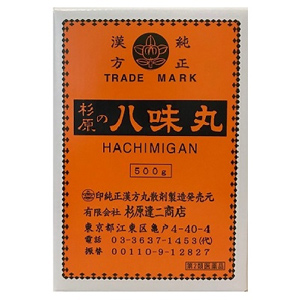 漢方 純正
TRADE MARK
杉原の八味丸
HACHIMIGAN
500g
印純正漢方丸散剤製造発売元
有限会社 杉原達二商店
東京都江東区亀戸4-40-4
電話 03-3637-1453(代)
振替 00110-9-12827
第2類医薬品